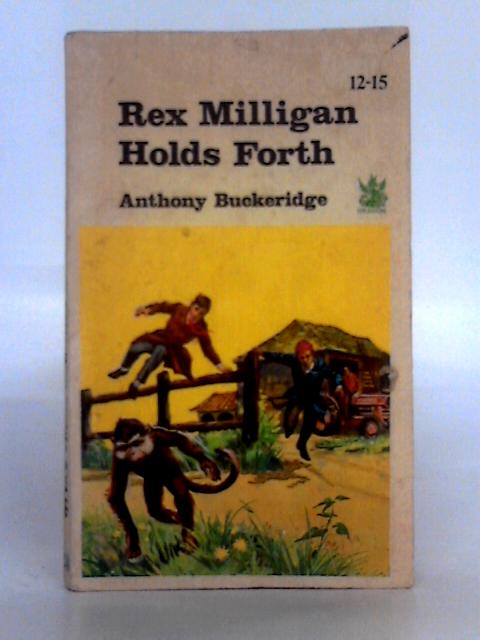 12-15
Rex Milligan
Holds Forth
Anthony Buckeridge